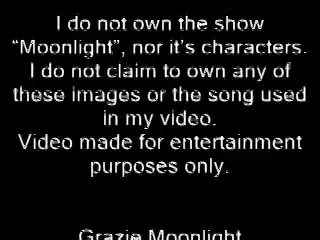 I do not own the show
“Moonlight”, nor it's characters.
I do not claim to own any of
these images or the song used
in my video.
Video made for entertainment
purposes only.
Grazie Moonlight